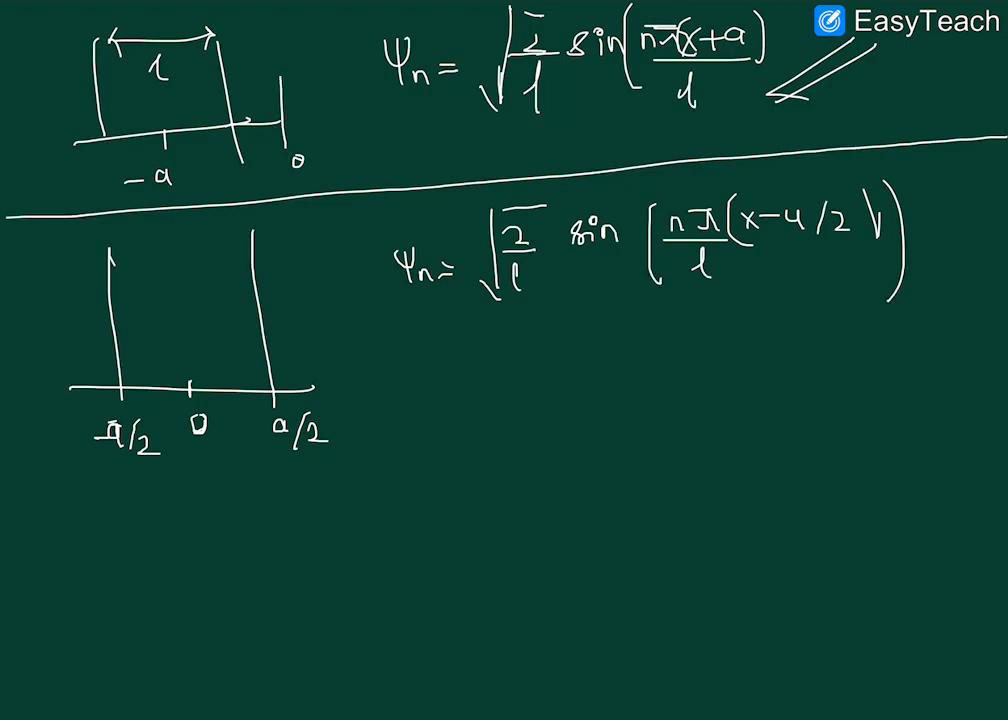 EasyTeach
l
ψn = √(2/l) sin(nπ(x+a)/l)
-a
0
ψn = √(2/l) sin[nπ/l (x-a/2)]
-a/2
0
a/2